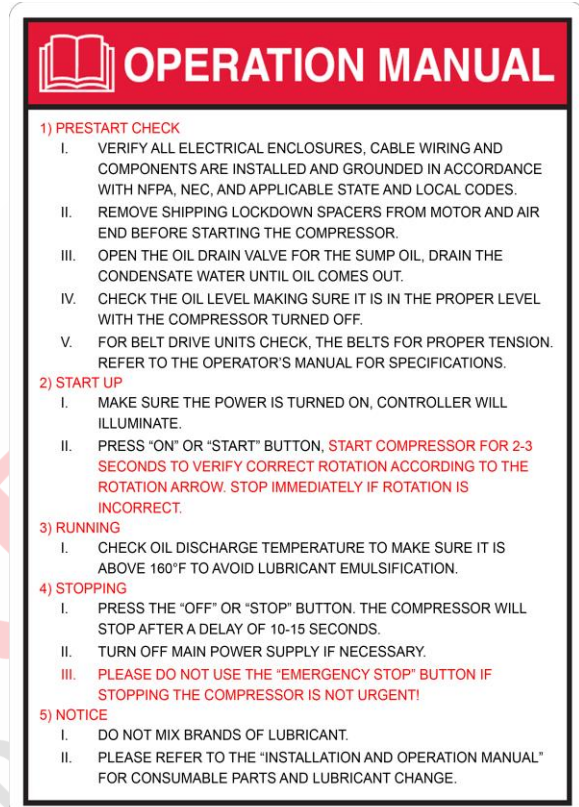 OPERATION MANUAL
1) PRESTART CHECK
I. VERIFY ALL ELECTRICAL ENCLOSURES, CABLE WIRING AND
COMPONENTS ARE INSTALLED AND GROUNDED IN ACCORDANCE
WITH NFPA, NEC, AND APPLICABLE STATE AND LOCAL CODES.
II. REMOVE SHIPPING LOCKDOWN SPACERS FROM MOTOR AND AIR
END BEFORE STARTING THE COMPRESSOR.
III. OPEN THE OIL DRAIN VALVE FOR THE SUMP OIL, DRAIN THE
CONDENSATE WATER UNTIL OIL COMES OUT.
IV. CHECK THE OIL LEVEL MAKING SURE IT IS IN THE PROPER LEVEL
WITH THE COMPRESSOR TURNED OFF.
V. FOR BELT DRIVE UNITS CHECK, THE BELTS FOR PROPER TENSION.
REFER TO THE OPERATOR'S MANUAL FOR SPECIFICATIONS.
2) START UP
I. MAKE SURE THE POWER IS TURNED ON, CONTROLLER WILL
ILLUMINATE.
II. PRESS “ON” OR “START” BUTTON, START COMPRESSOR FOR 2-3
SECONDS TO VERIFY CORRECT ROTATION ACCORDING TO THE
ROTATION ARROW. STOP IMMEDIATELY IF ROTATION IS
INCORRECT.
3) RUNNING
I. CHECK OIL DISCHARGE TEMPERATURE TO MAKE SURE IT IS
ABOVE 160°F TO AVOID LUBRICANT EMULSIFICATION.
4) STOPPING
I. PRESS THE “OFF” OR “STOP” BUTTON. THE COMPRESSOR WILL
STOP AFTER A DELAY OF 10-15 SECONDS.
II. TURN OFF MAIN POWER SUPPLY IF NECESSARY.
III. PLEASE DO NOT USE THE “EMERGENCY STOP” BUTTON IF
STOPPING THE COMPRESSOR IS NOT URGENT!
5) NOTICE
I. DO NOT MIX BRANDS OF LUBRICANT.
II. PLEASE REFER TO THE “INSTALLATION AND OPERATION MANUAL”
FOR CONSUMABLE PARTS AND LUBRICANT CHANGE.